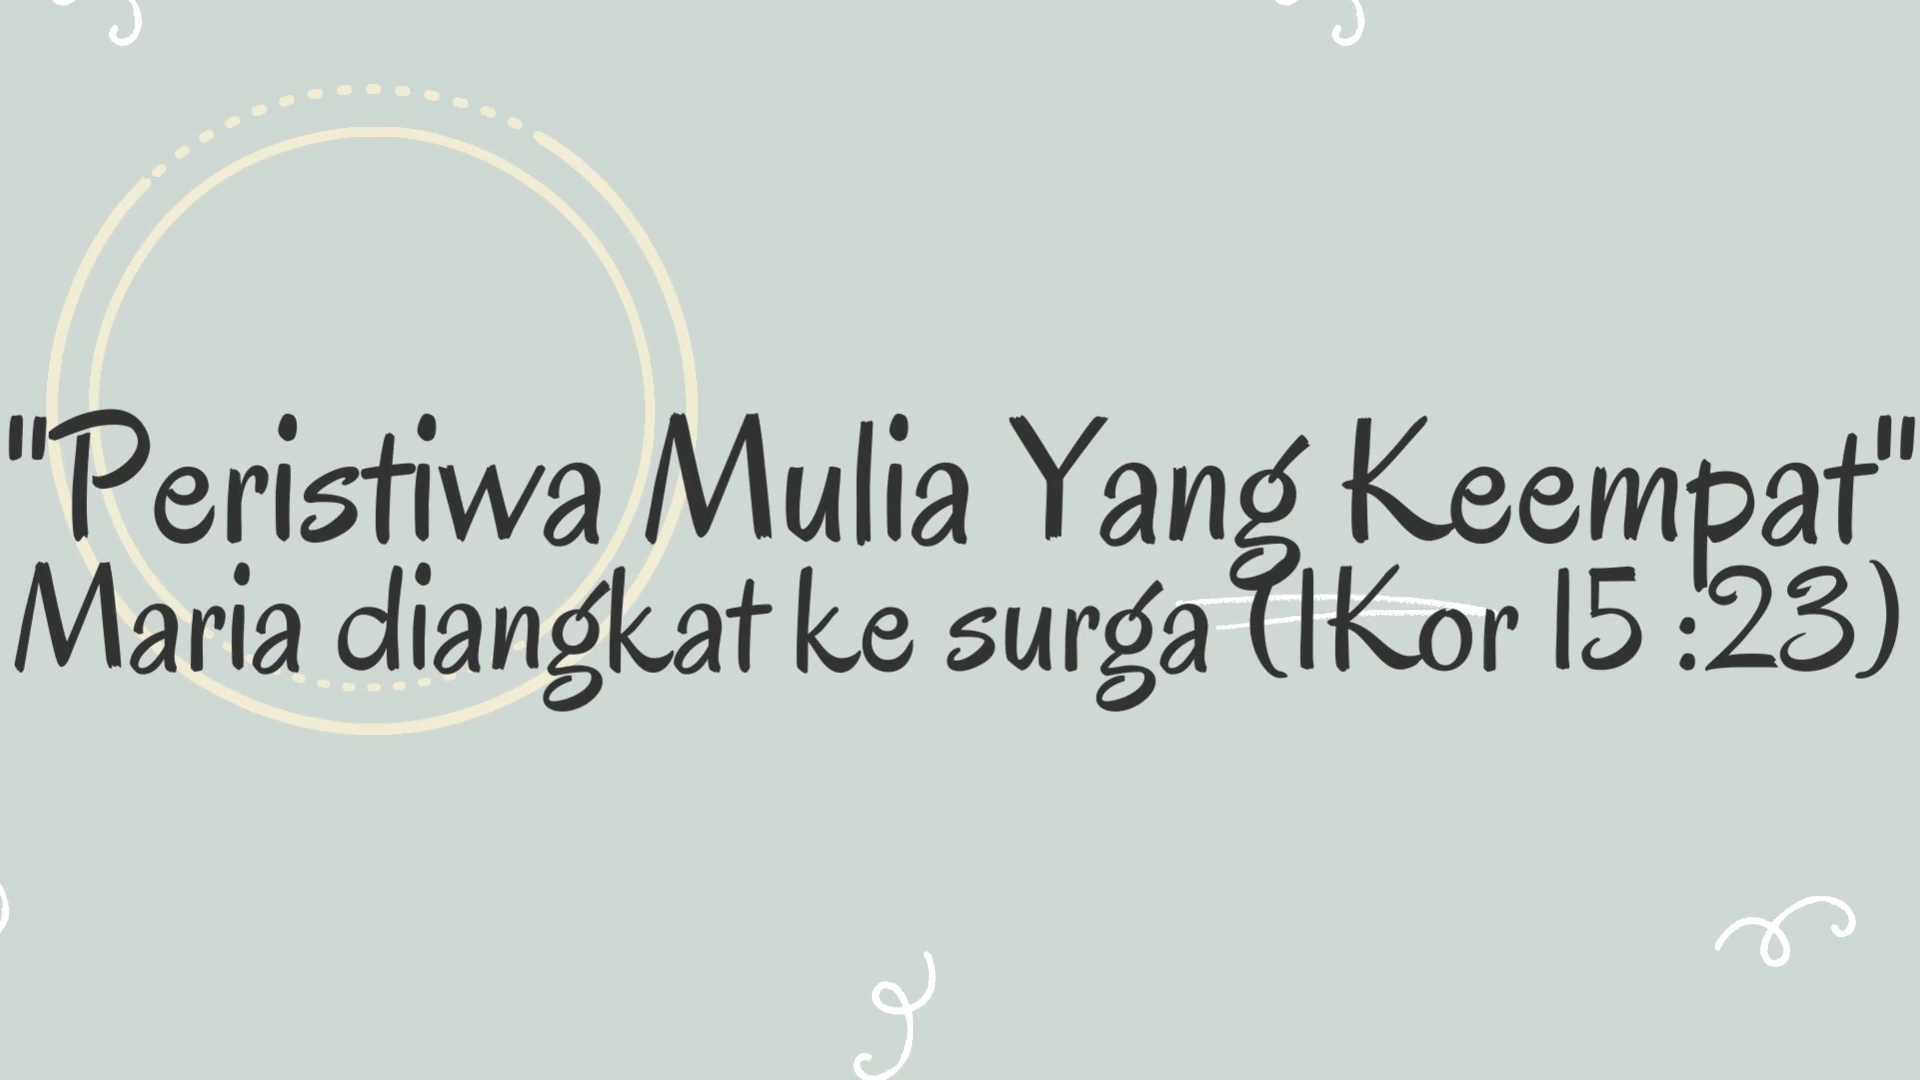 "Peristiwa Mulia Yang Keempat"
Maria diangkat ke surga (1Kor 15 :23)